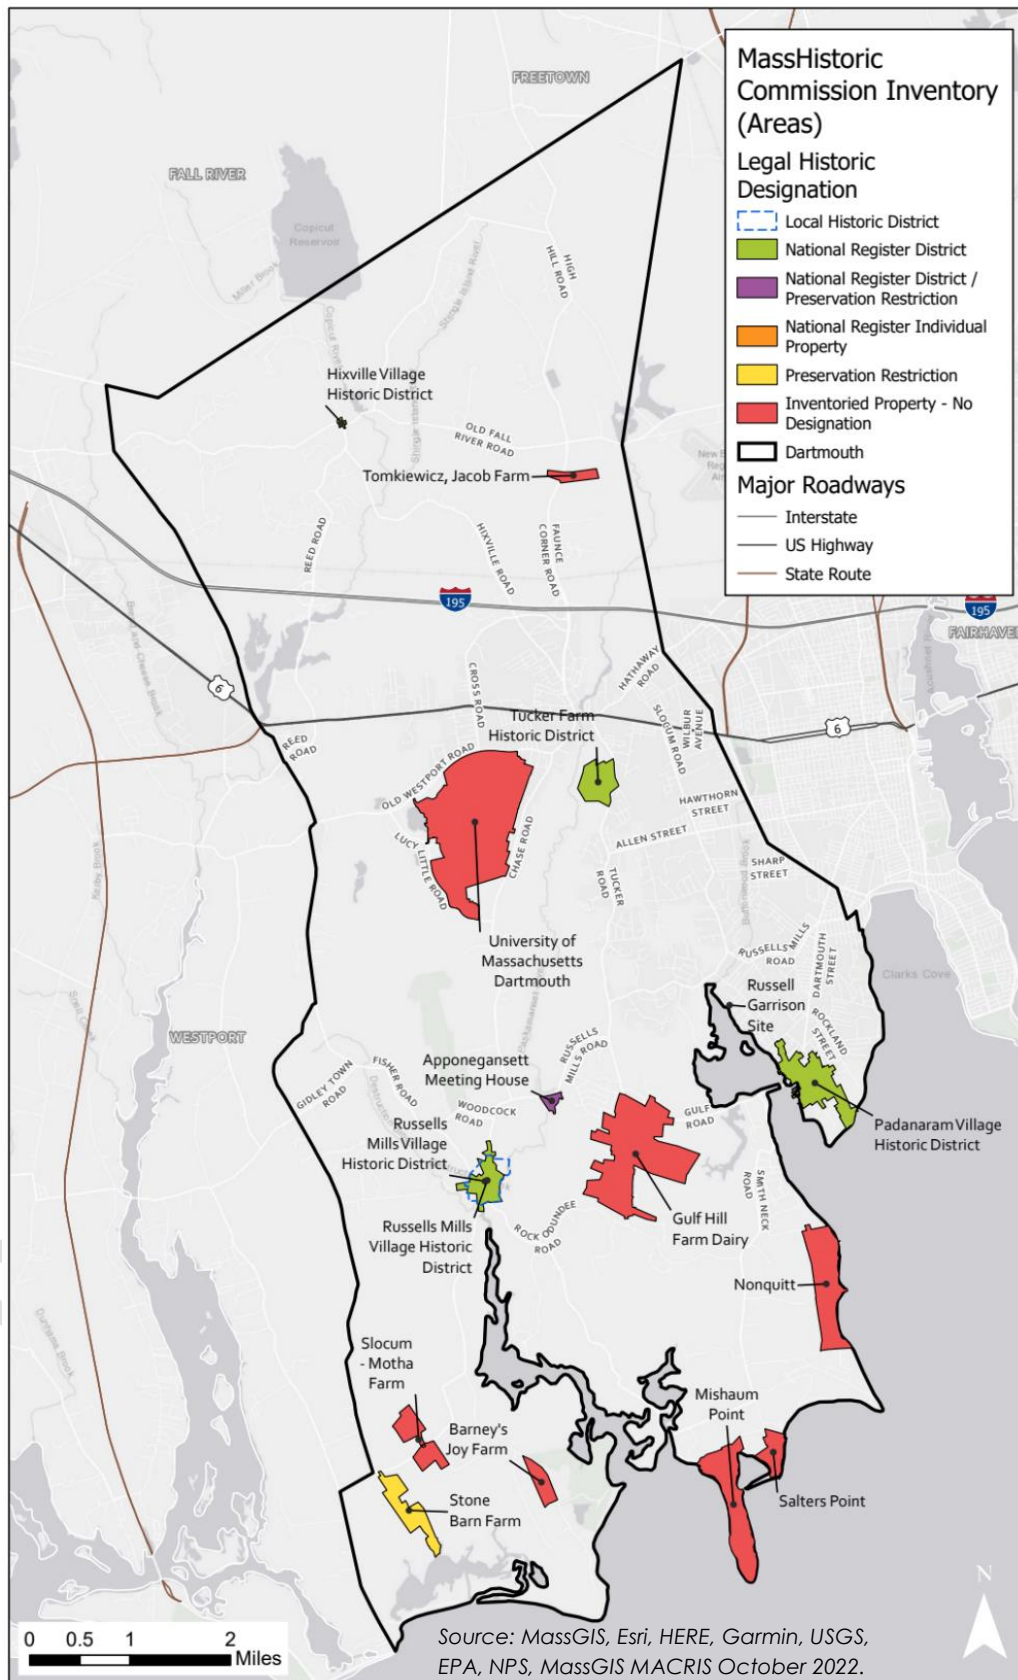 MassHistoric
Commission Inventory
(Areas)
Legal Historic
Designation
Local Historic District
National Register District
National Register District /
Preservation Restriction
National Register Individual
Property
Preservation Restriction
Inventoried Property - No
Designation
Dartmouth
Major Roadways
Interstate
US Highway
State Route
FREETOWN
FALL RIVER
Copicut
Reservoir
Miller Brook
Shingle Island River
HIGH
HILL ROAD
Hixville Village
Historic District
OLD FALL
RIVER ROAD
Tomkiewicz, Jacob Farm
REED ROAD
HIXVILLE ROAD
FAUNCE
CORNER ROAD
195
195
FAIRHAVEN
6
CROSS ROAD
HATHAWAY
ROAD
SLOCUM ROAD
WILBUR
AVENUE
6
REED
ROAD
Tucker Farm
Historic District
OLD WESTPORT ROAD
HAWTHORN
STREET
ALLEN STREET
LUCY LITTLE ROAD
CHASE ROAD
TUCKER
ROAD
SHARP
STREET
University of
Massachusetts
Dartmouth
RUSSELLS MILLS
ROAD
DARTMOUTH
STREET
Clarks Cove
Russell
Garrison
Site
ROCKLAND
STREET
WESTPORT
Apponegansett
Meeting House
RUSSELLS
MILLS ROAD
GIDLEY TOWN
ROAD
FISHER ROAD
WOODCOCK
ROAD
GULF
ROAD
Padanaram Village
Historic District
Russells
Mills Village
Historic District
SMITH NECK
ROAD
Russells Mills
Village Historic
District
ROCK ODUNDEE
ROAD
Gulf Hill
Farm Dairy
Nonquitt
Slocum
- Motha
Farm
Mishaum
Point
Barney's
Joy Farm
Stone
Barn Farm
Salters Point
N
0 0.5 1 2
Miles
Source: MassGIS, Esri, HERE, Garmin, USGS,
EPA, NPS, MassGIS MACRIS October 2022.